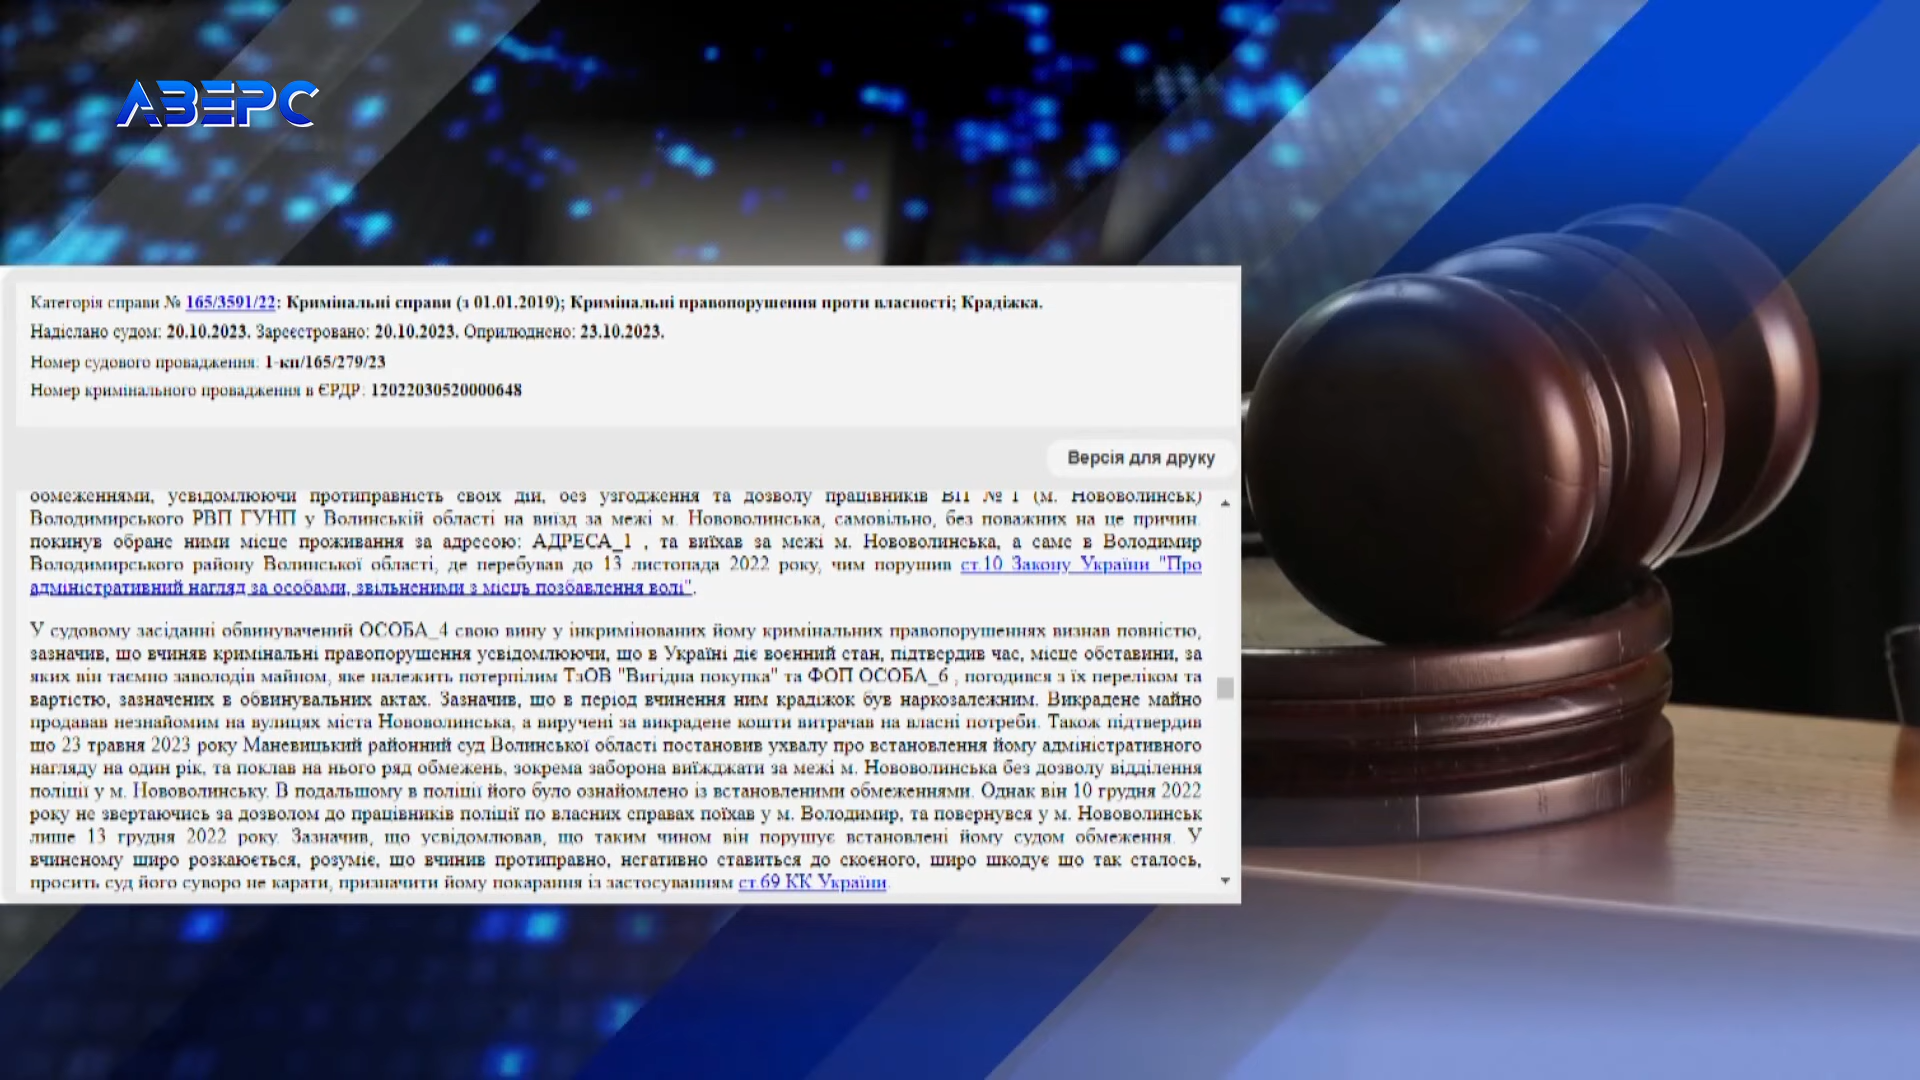 АВЕРС
Категорія справи № 165/3591/22: Кримінальні справи (з 01.01.2019); Кримінальні правопорушення проти власності; Крадіжка.
Надіслано судом: 20.10.2023. Зареєстровано: 20.10.2023. Оприлюднено: 23.10.2023.
Номер судового провадження: 1-кп/165/279/23
Номер кримінального провадження в ЄРДР: 12022030520000648
Версія для друку
обмеженнями, усвідомлюючи протиправність своїх дій, без узгодження та дозволу працівників ВП № 1 (м. Нововолинськ)
Володимирського РВП ГУНП у Волинській області на виїзд за межі м. Нововолинська, самовільно, без поважних на це причин.
покинув обране ними місце проживання за адресою: АДРЕСА_1 , та виїхав за межі м. Нововолинська, а саме в Володимир
Володимирського району Волинської області, де перебував до 13 листопада 2022 року, чим порушив ст.10 Закону України "Про
адміністративний нагляд за особами, звільненими з місць позбавлення волі".
У судовому засіданні обвинувачений ОСОБА_4 свою вину у інкримінованих йому кримінальних правопорушеннях визнав повністю,
зазначив, що вчиняв кримінальні правопорушення усвідомлюючи, що в Україні діє воєнний стан, підтвердив час, місце обставини, за
яких він таємно заволодів майном, яке належить потерпілим ТзОВ "Вигідна покупка" та ФОП ОСОБА_6 , погодився з їх переліком та
вартістю, зазначених в обвинувальних актах. Зазначив, що в період вчинення ним крадіжок був наркозалежним. Викрадене майно
продавав незнайомим на вулицях міста Нововолинська, а виручені за викрадене кошти витрачав на власні потреби. Також підтвердив
що 23 травня 2023 року Маневицький районний суд Волинської області постановив ухвалу про встановлення йому адміністративного
нагляду на один рік, та поклав на нього ряд обмежень, зокрема заборона виїжджати за межі м. Нововолинська без дозволу відділення
поліції у м. Нововолинську. В подальшому в поліції його було ознайомлено із встановленими обмеженнями. Однак він 10 грудня 2022
року не звертаючись за дозволом до працівників поліції по власних справах поїхав у м. Володимир, та повернувся у м. Нововолинськ
лише 13 грудня 2022 року. Зазначив, що усвідомлював, що таким чином він порушує встановлені йому судом обмеження. У
вчиненому щиро розкаюється, розуміє, що вчинив протиправно, негативно ставиться до скоєного, щиро шкодує що так сталось,
просить суд його суворо не карати, призначити йому покарання із застосуванням ст.69 КК України.